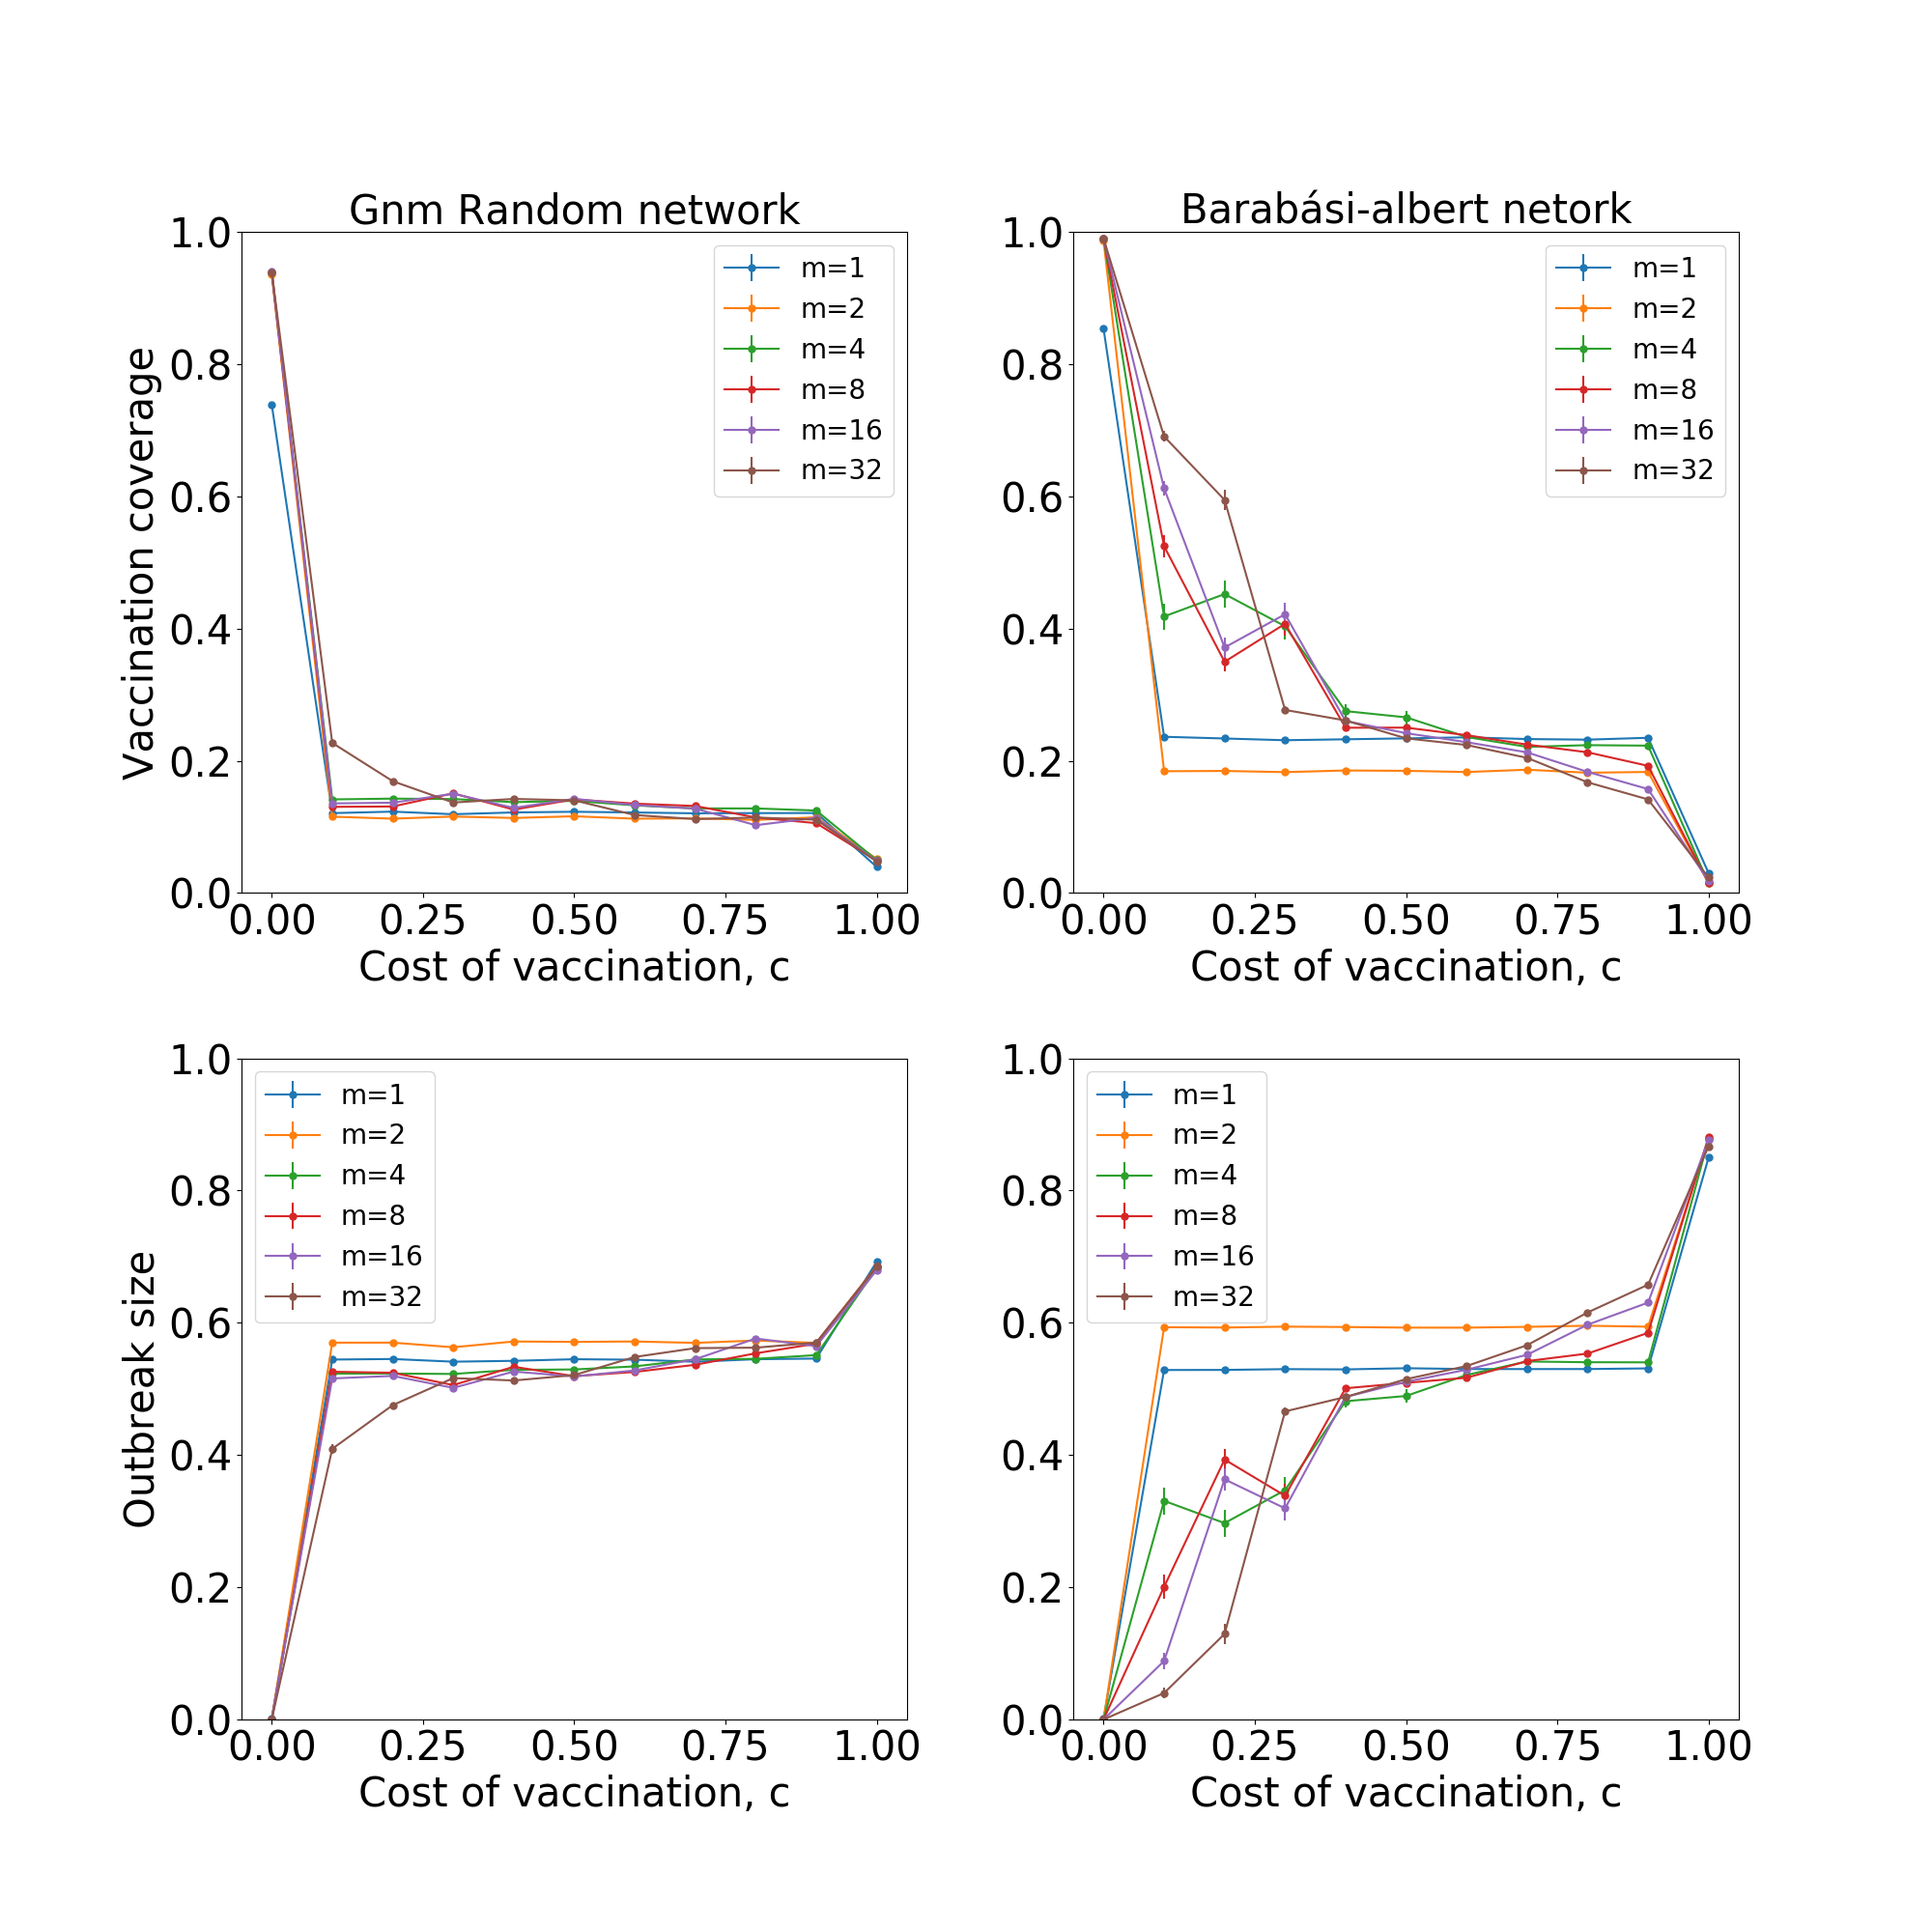 Gnm Random network
Vaccination coverage
1.0
0.8
0.6
0.4
0.2
0.0
m=1
m=2
m=4
m=8
m=16
m=32
0.00 0.25 0.50 0.75 1.00
Cost of vaccination, c
Barabási-albert netork
1.0
0.8
0.6
0.4
0.2
0.0
m=1
m=2
m=4
m=8
m=16
m=32
0.00 0.25 0.50 0.75 1.00
Cost of vaccination, c
Outbreak size
1.0
0.8
0.6
0.4
0.2
0.0
m=1
m=2
m=4
m=8
m=16
m=32
0.00 0.25 0.50 0.75 1.00
Cost of vaccination, c
1.0
0.8
0.6
0.4
0.2
0.0
m=1
m=2
m=4
m=8
m=16
m=32
0.00 0.25 0.50 0.75 1.00
Cost of vaccination, c